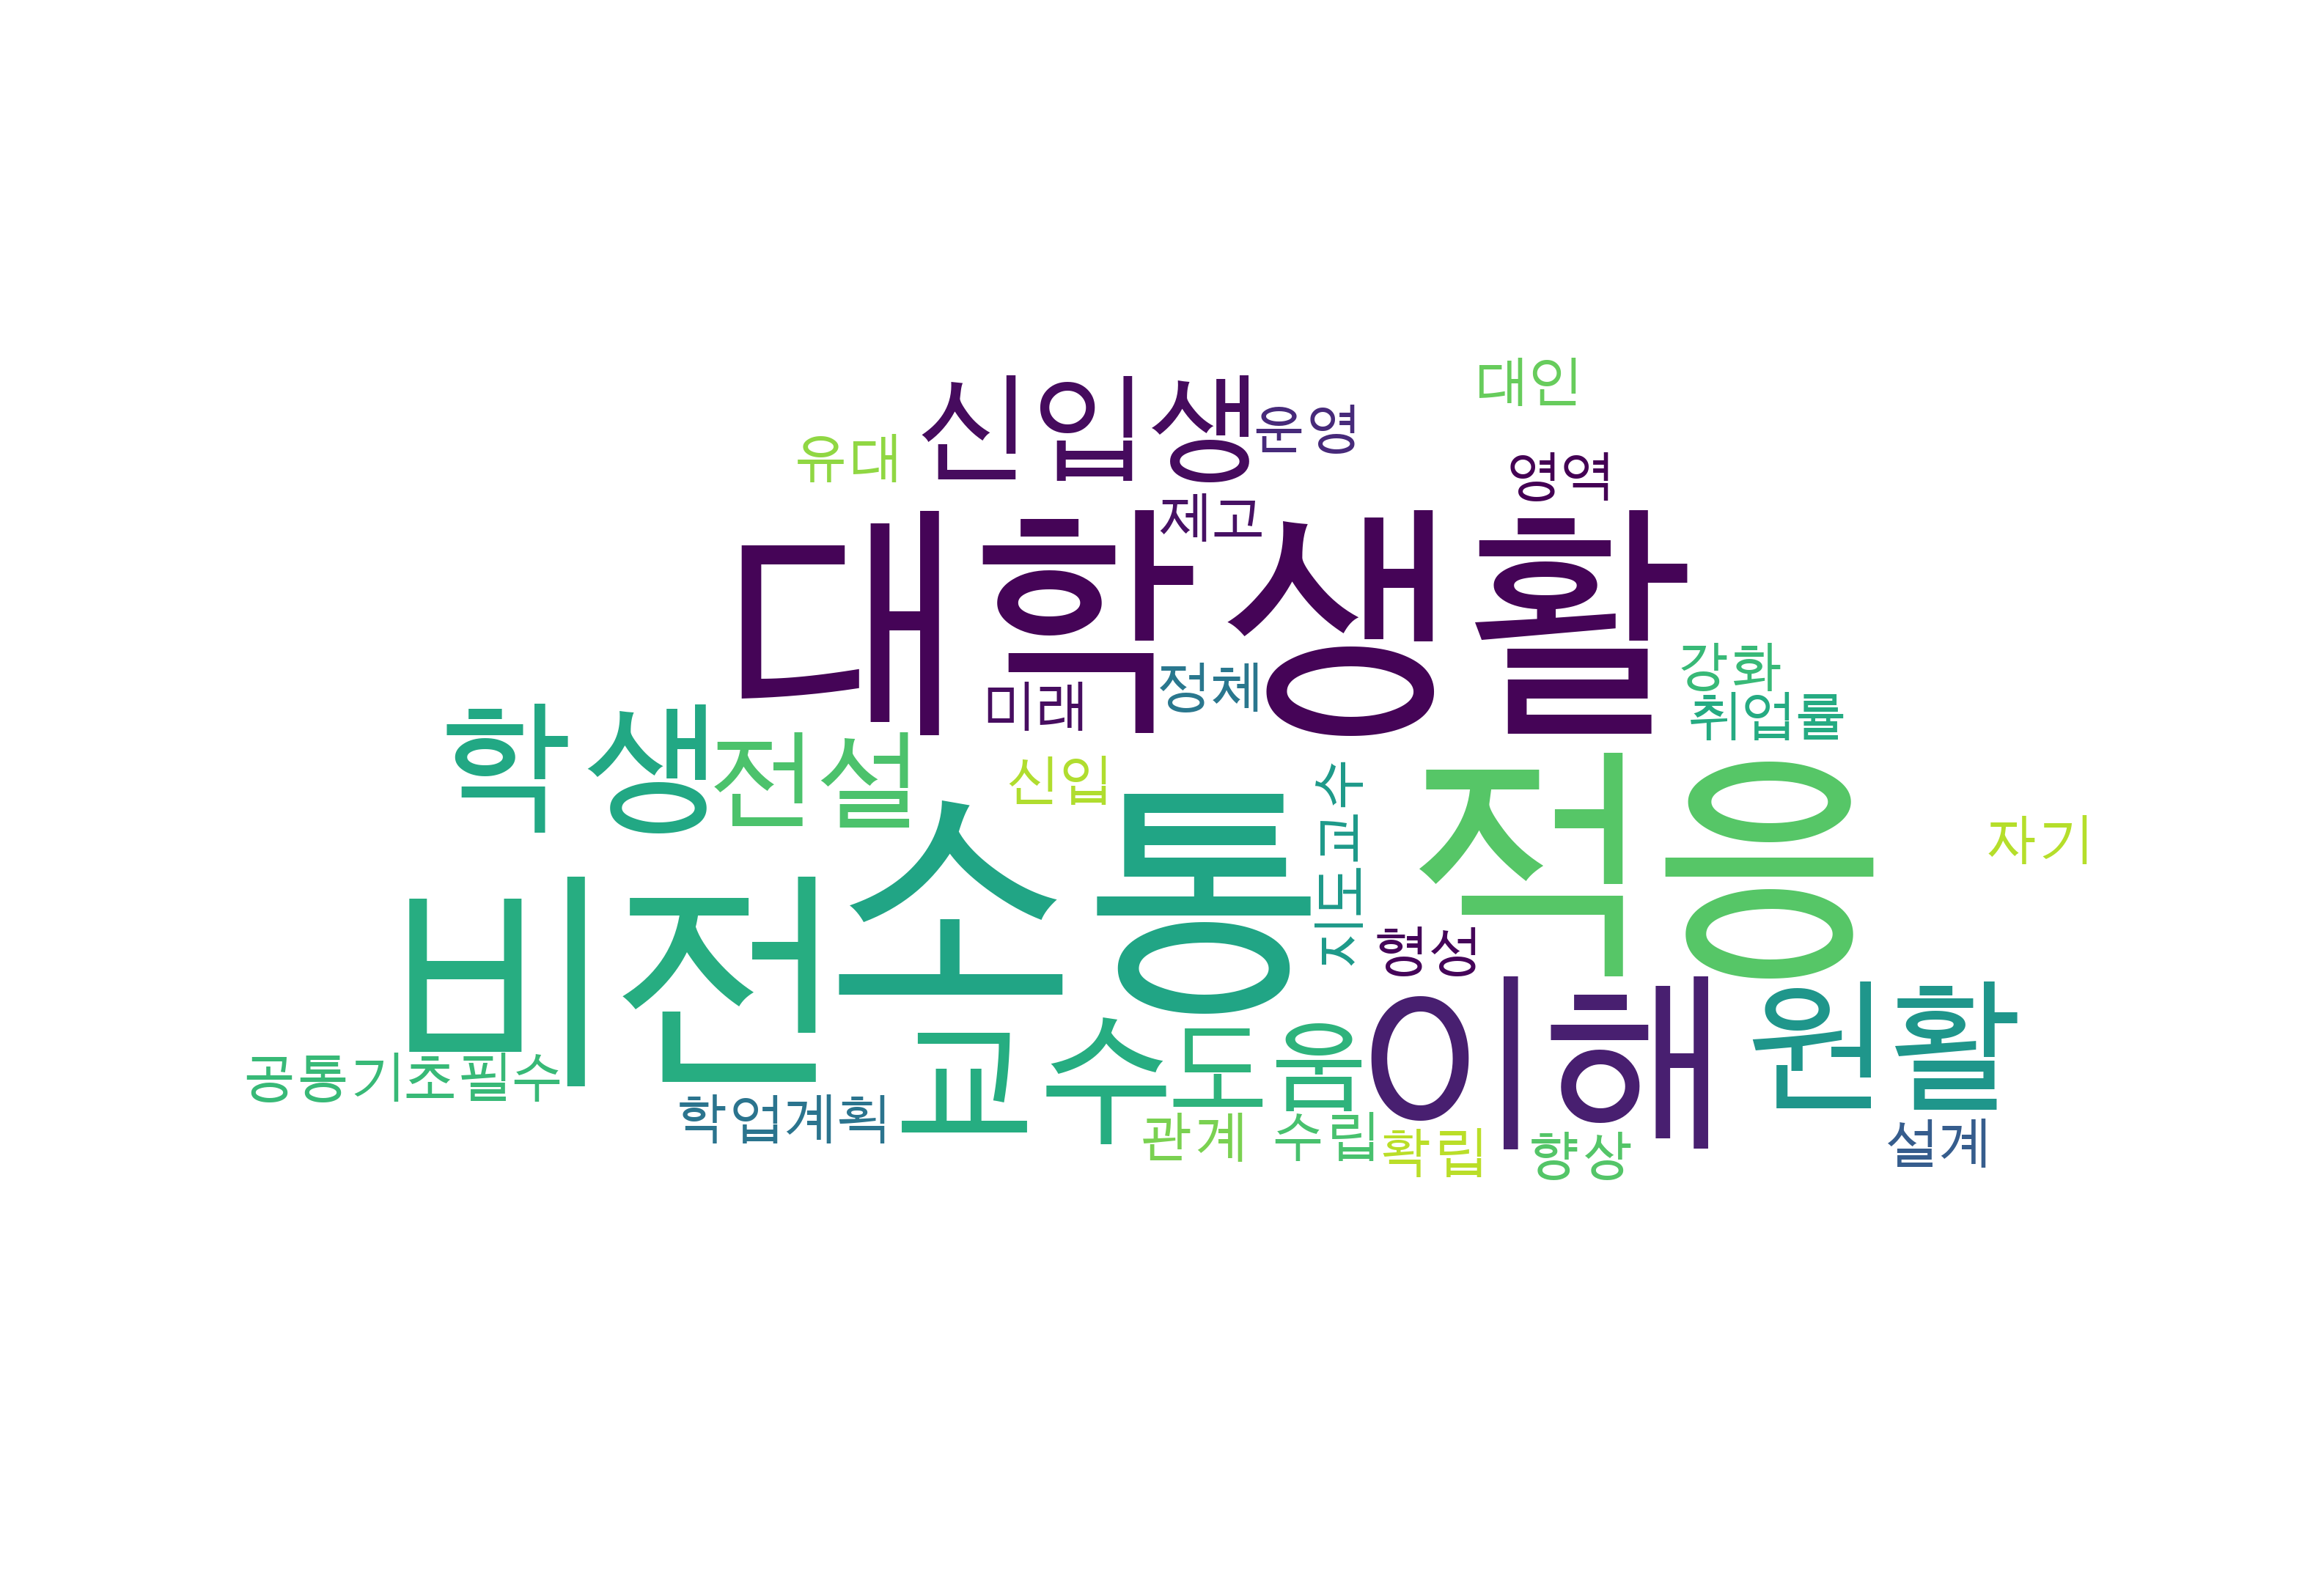 대인
신입생
운영
유대
영역
제고
대학생활
강화
정체
미래
취업률
학생
전설
신입
적응
자기
소통
지도교수
비전
형성
이해
원활
교수
도움
공통기초필수
학업계획
관계
수립
확립
향상
설계